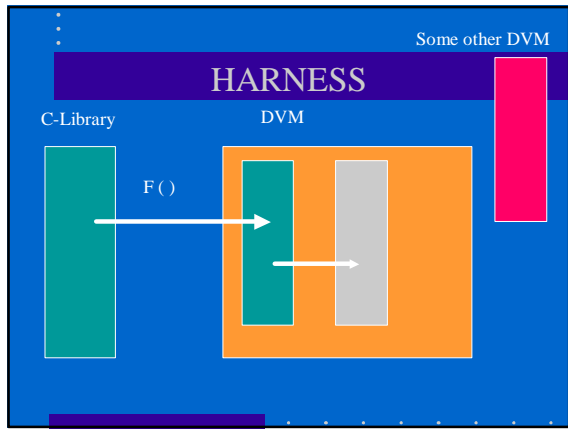 Some other DVM
HARNESS
C-Library
DVM
F ( )